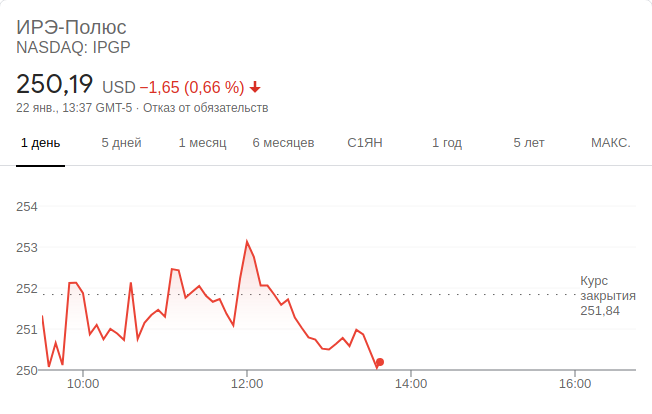 ИРЭ-Полюс
NASDAQ: IPGP
250,19 USD −1,65 (0,66 %)
22 янв., 13:37 GMT-5 · Отказ от обязательств
1 день 5 дней 1 месяц 6 месяцев С1ЯН 1 год 5 лет МАКС.
254
253
252
251
250
Курс
закрытия
251,84
10:00 12:00 14:00 16:00